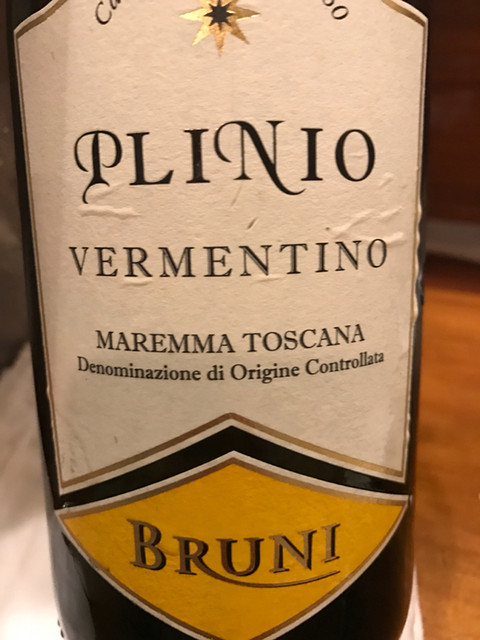 PLINIO
VERMENTINO
MAREMMA TOSCANA
Denominazione di Origine Controllata
BRUNI